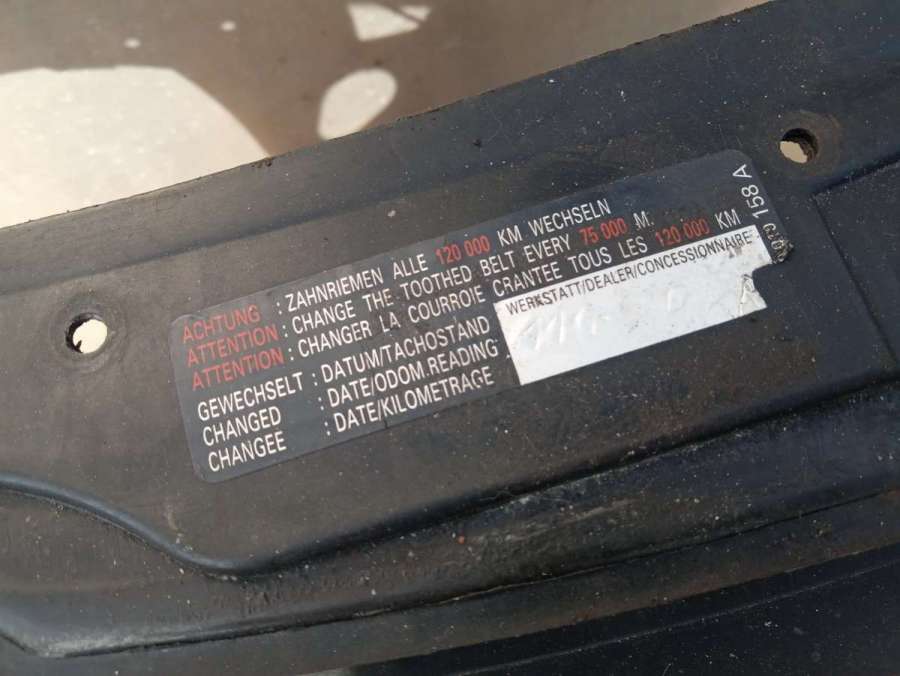 ACHTUNG : ZAHNRIEMEN ALLE 120 000 KM WECHSELN
ATTENTION : CHANGE THE TOOTHED BELT EVERY 75 000 M
ATTENTION : CHANGER LA COURROIE CRANTEE TOUS LES 120 000 KM
GEWECHSELT : DATUM/TACHOSTAND
CHANGED : DATE/ODOM.READING
CHANGEE : DATE/KILOMETRAGE
WERKSTATT/DEALER/CONCESSIONNAIRE
158 A